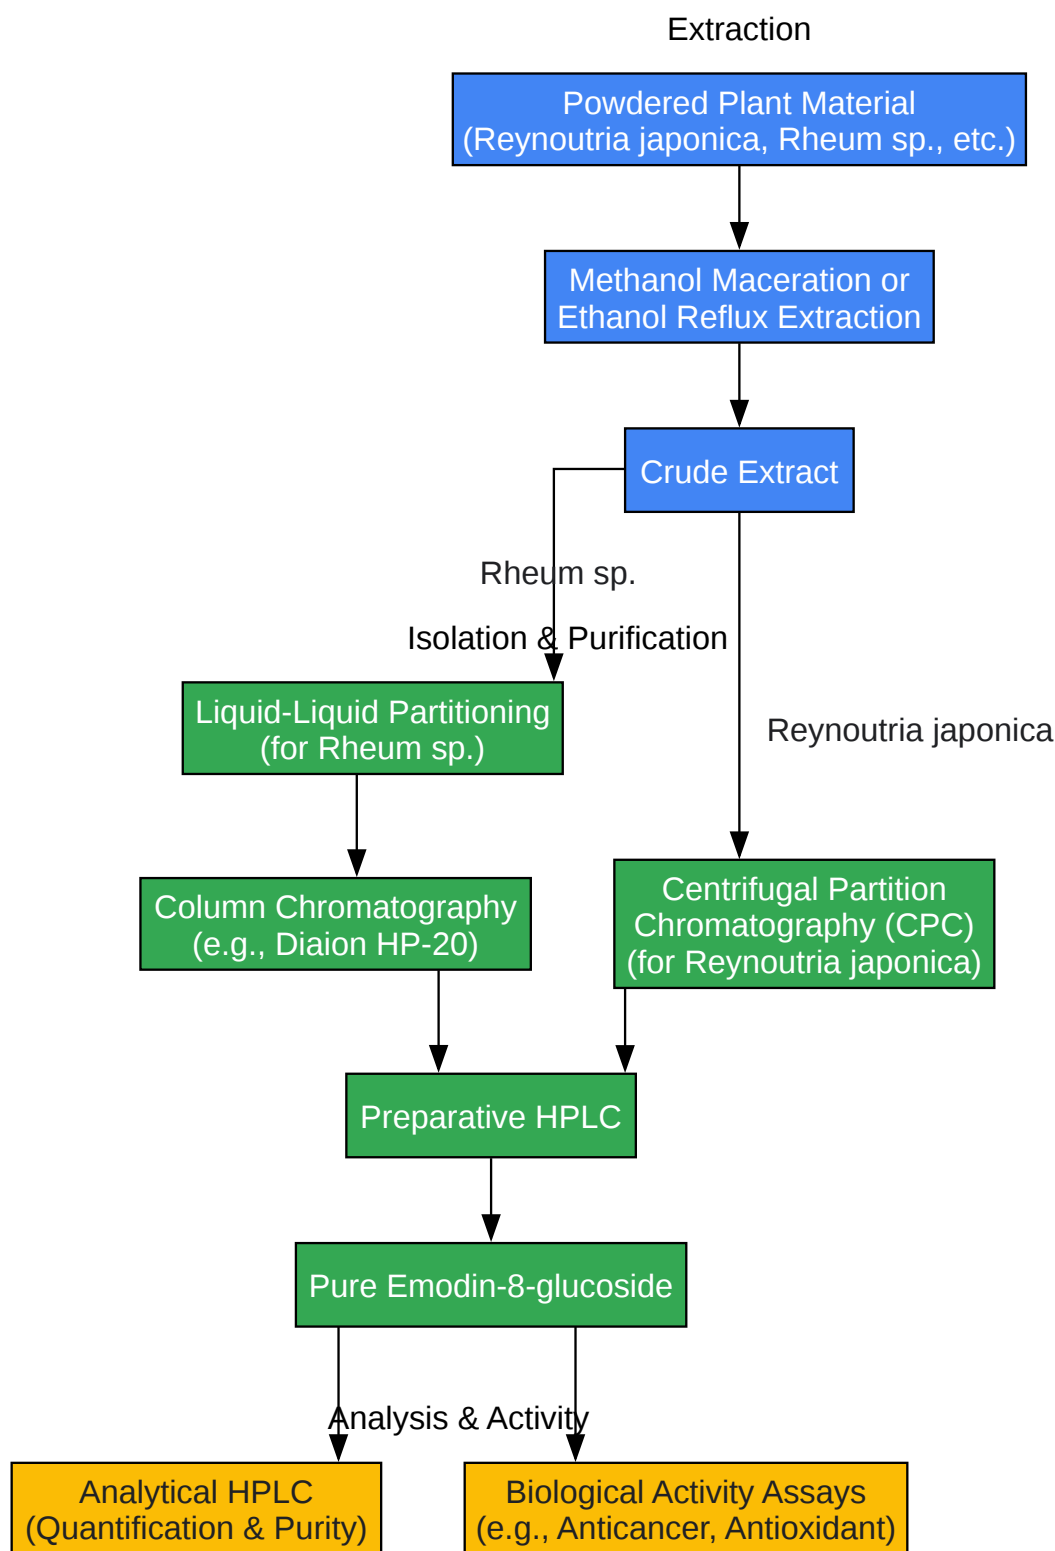 Extraction
Powdered Plant Material
(Reynoutria japonica, Rheum sp., etc.)
Methanol Maceration or
Ethanol Reflux Extraction
Crude Extract
Rheum sp.
Isolation & Purification
Liquid-Liquid Partitioning
(for Rheum sp.)
Reynoutria japonica
Column Chromatography
(e.g., Diaion HP-20)
Centrifugal Partition
Chromatography (CPC)
(for Reynoutria japonica)
Preparative HPLC
Pure Emodin-8-glucoside
Analysis & Activity
Analytical HPLC
(Quantification & Purity)
Biological Activity Assays
(e.g., Anticancer, Antioxidant)